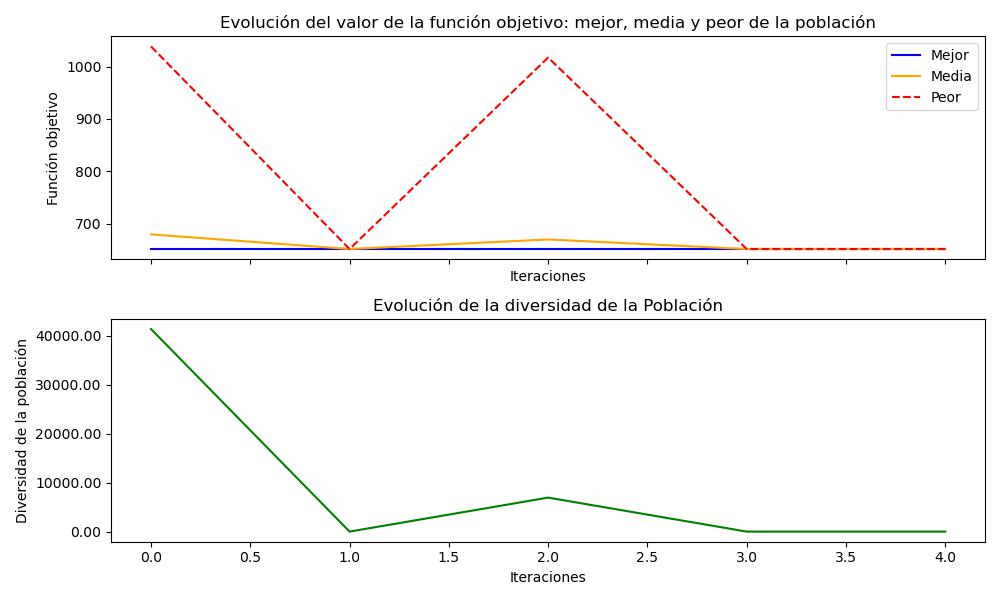 Evolución del valor de la función objetivo: mejor, media y peor de la población
Función objetivo
1000
900
800
700
Mejor
Media
Peor
Iteraciones
Evolución de la diversidad de la Población
Diversidad de la población
40000.00
30000.00
20000.00
10000.00
0.00
0.0 0.5 1.0 1.5 2.0 2.5 3.0 3.5 4.0
Iteraciones